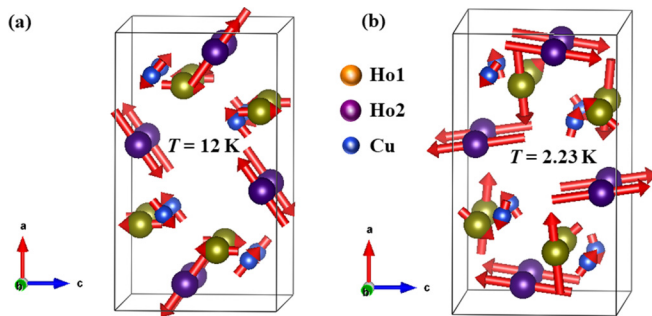 (a)
T = 12 K
a
b
c
Ho1
Ho2
Cu
(b)
T = 2.23 K
a
b
c